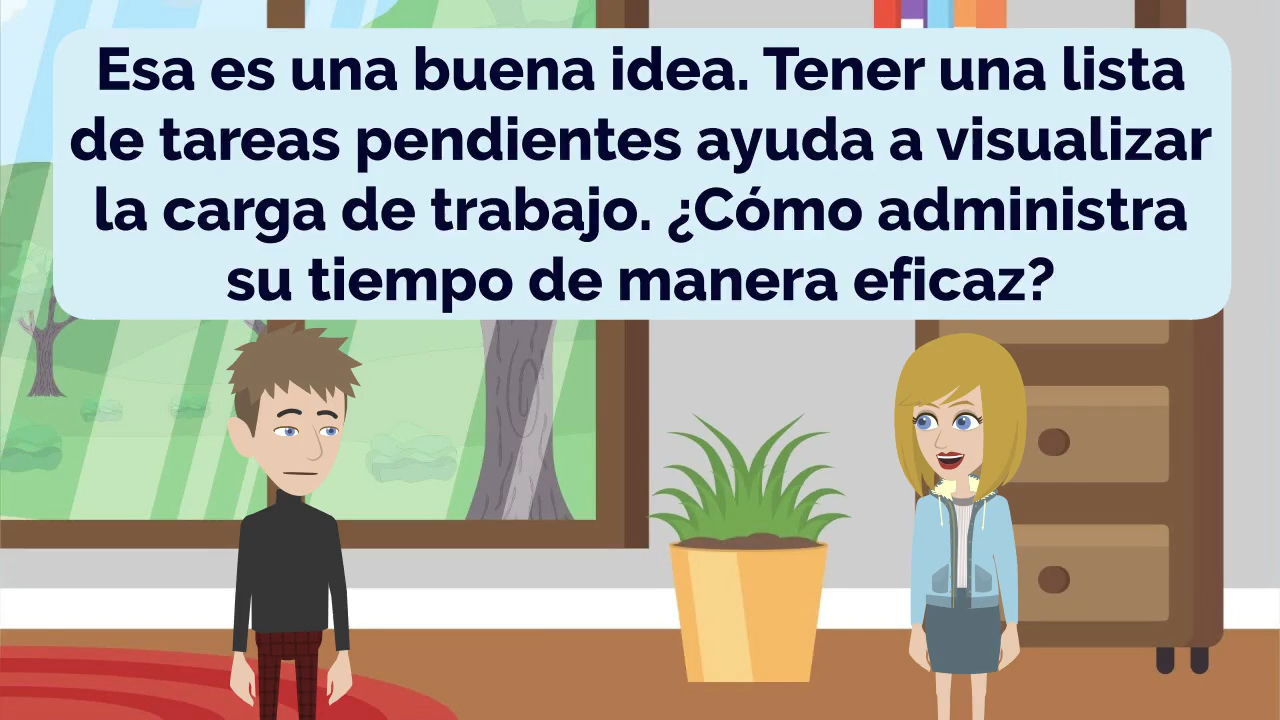 Esa es una buena idea. Tener una lista
de tareas pendientes ayuda a visualizar
la carga de trabajo. ¿Cómo administra
su tiempo de manera eficaz?